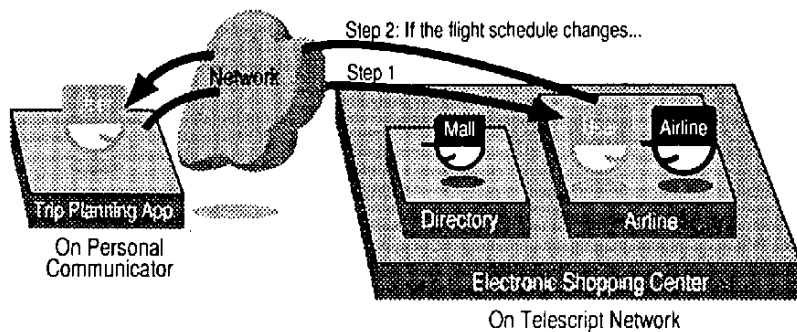 Step 2: If the flight schedule changes...
Network
Step 1
Mall
Airline
Trip Planning App
Directory
Airline
On Personal
Communicator
Electronic Shopping Center
On Telescript Network